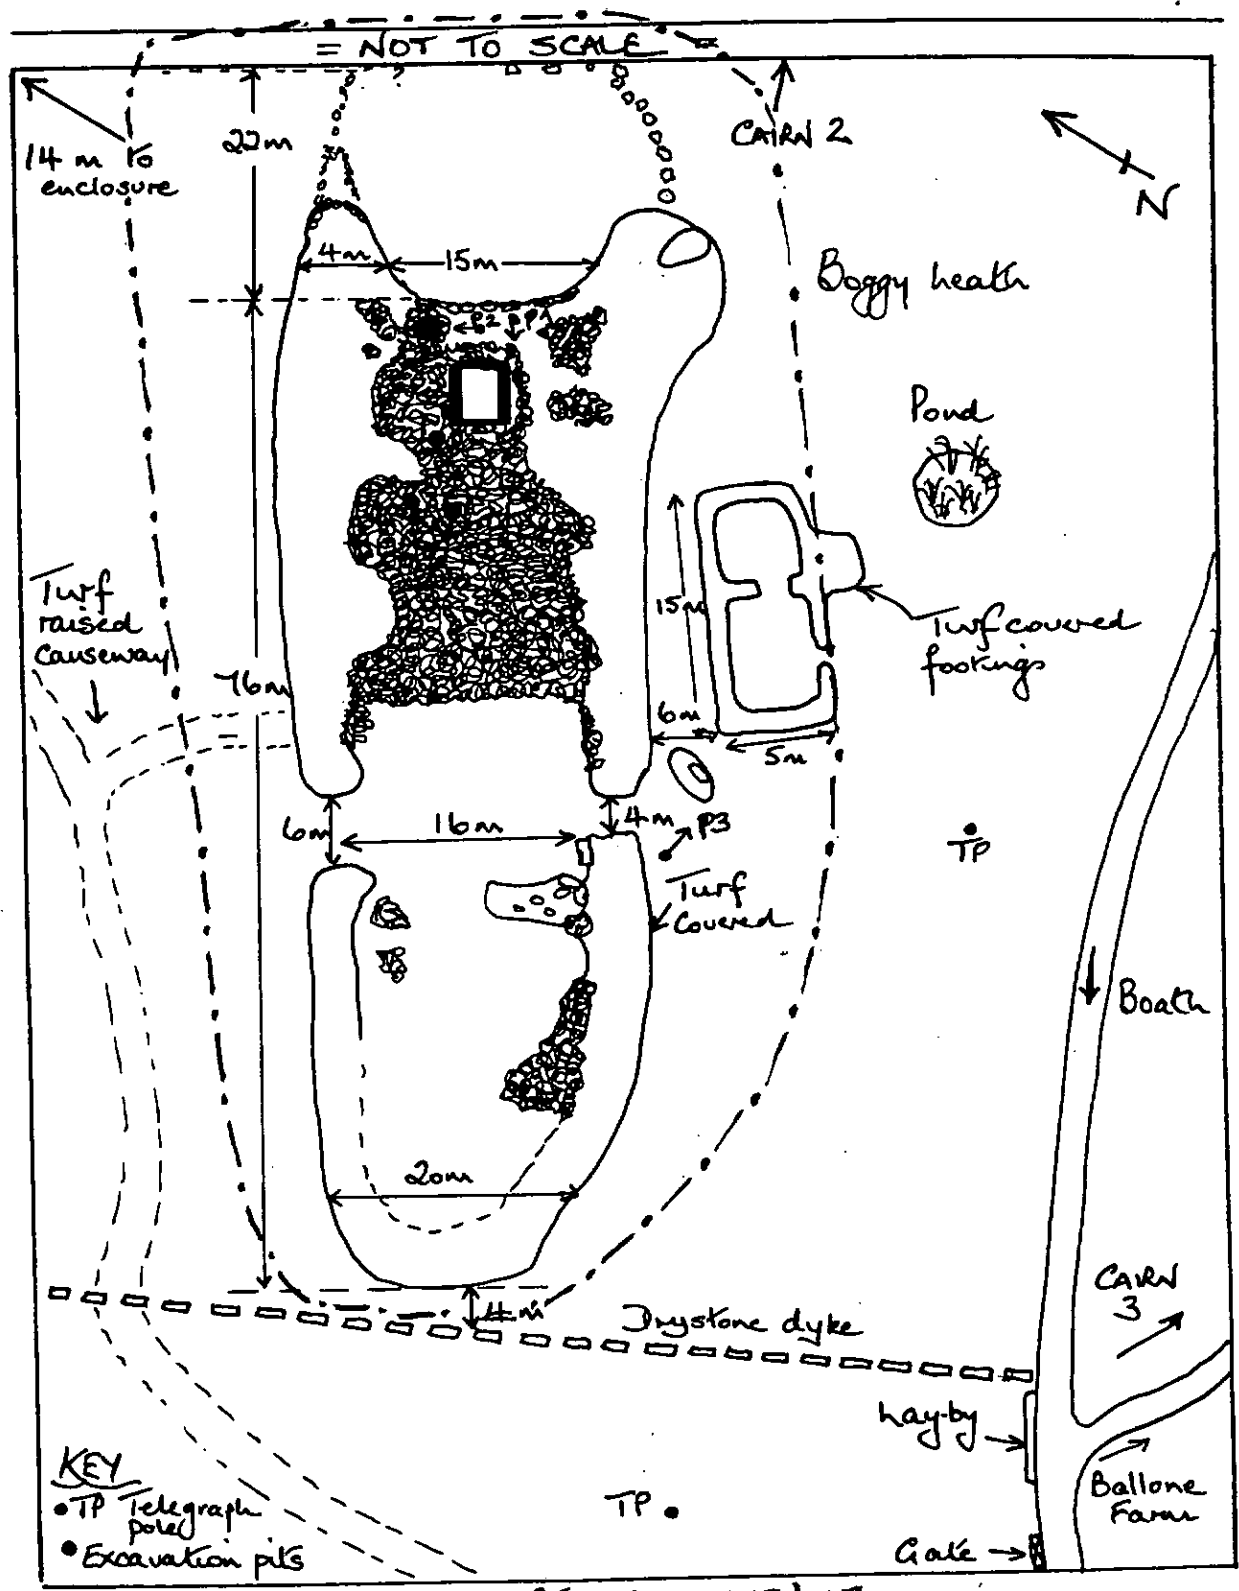 = NOT TO SCALE =
?
22m
CAIRN 2
14 m to
enclosure
N
4m
15m
Boggy heath
P2
P1
Pond
Turf
raised
causeway
15m
Turf covered
footings
76m
6m
5m
6m
16m
4m
P3
TP
Turf
Covered
Boath
20m
CAIRN
3
4m
Drystone dyke
Lay-by
KEY
TP Telegraph
pole
Excavation pits
TP
Ballone
Farm
Gate